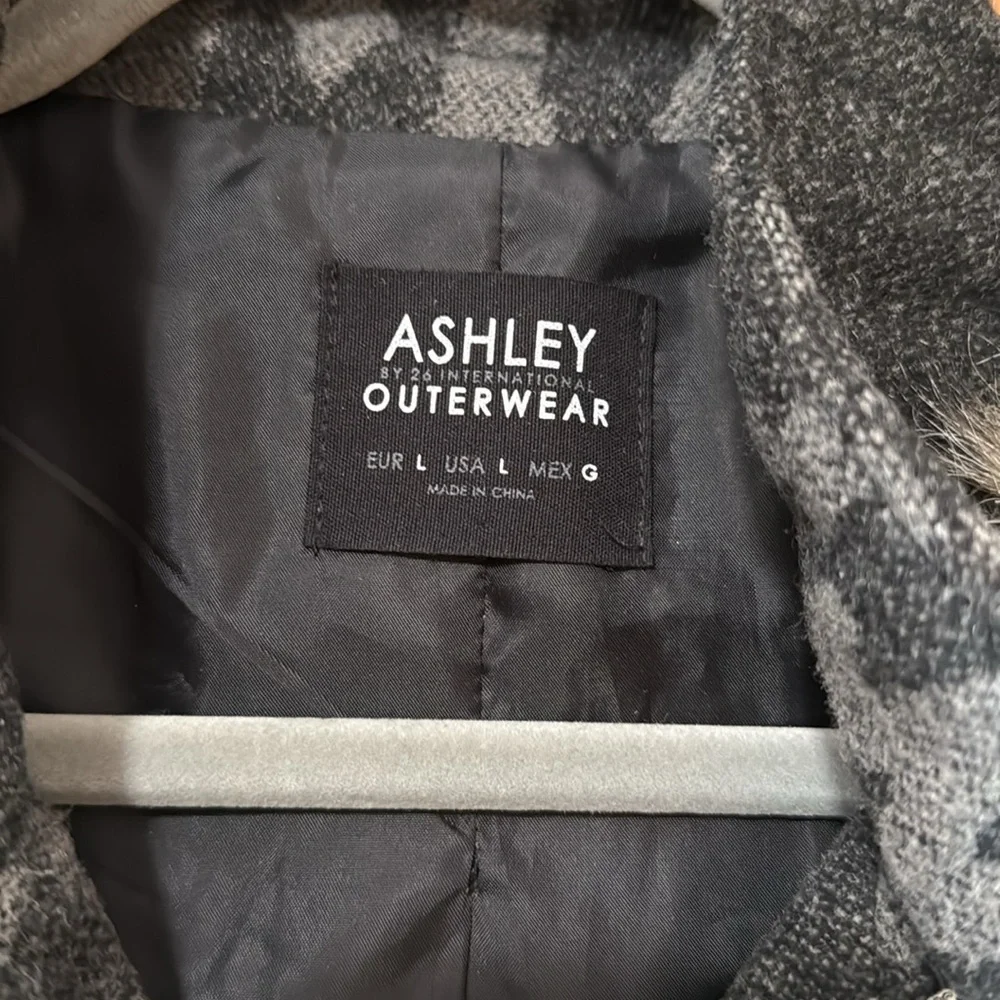 ASHLEY
BY 26 INTERNATIONAL
OUTERWEAR
EUR L USA L MEX G
MADE IN CHINA